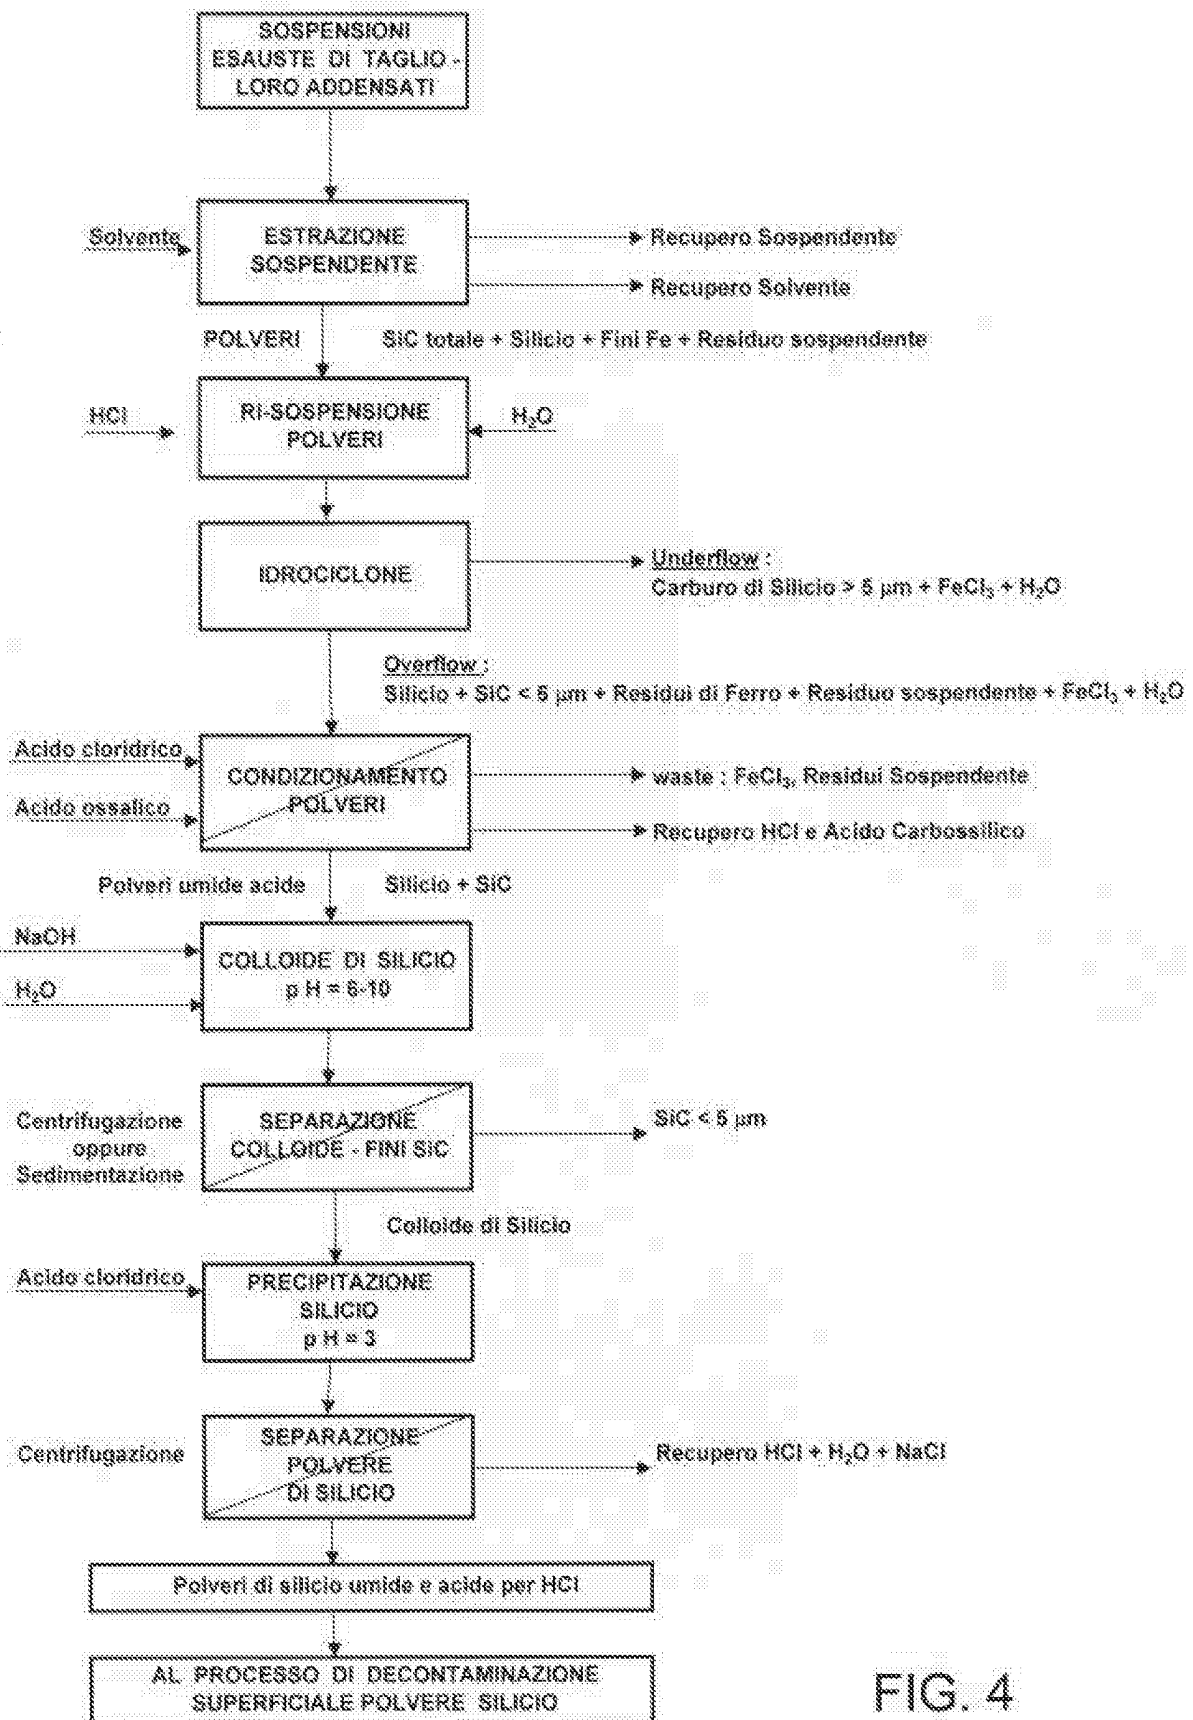 SOSPENSIONI
ESAUSTE DI TAGLIO -
LORO ADDENSATI
Solvente
ESTRAZIONE
SOSPENDENTE
Recupero Sospendente
Recupero Solvente
POLVERI
SiC totale + Silicio + Fini Fe + Residuo sospendente
HCl
RI-SOSPENSIONE
POLVERI
H₂O
IDROCICLONE
Underflow :
Carburo di Silicio > 5 µm + FeCl₃ + H₂O
Overflow :
Silicio + SiC < 5 µm + Residui di Ferro + Residuo sospendente + FeCl₃ + H₂O
Acido cloridrico
Acido ossalico
CONDIZIONAMENTO
POLVERI
waste : FeCl₃, Residui Sospendente
Recupero HCl e Acido Carbossilico
Polveri umide acide
Silicio + SiC
NaOH
H₂O
COLLOIDE DI SILICIO
p H = 6-10
Centrifugazione
oppure
Sedimentazione
SEPARAZIONE
COLLOIDE - FINI SiC
SiC < 5 µm
Colloide di Silicio
Acido cloridrico
PRECIPITAZIONE
SILICIO
p H = 3
Centrifugazione
SEPARAZIONE
POLVERE
DI SILICIO
Recupero HCl + H₂O + NaCl
Polveri di silicio umide e acide per HCl
AL PROCESSO DI DECONTAMINAZIONE
SUPERFICIALE POLVERE SILICIO
FIG. 4